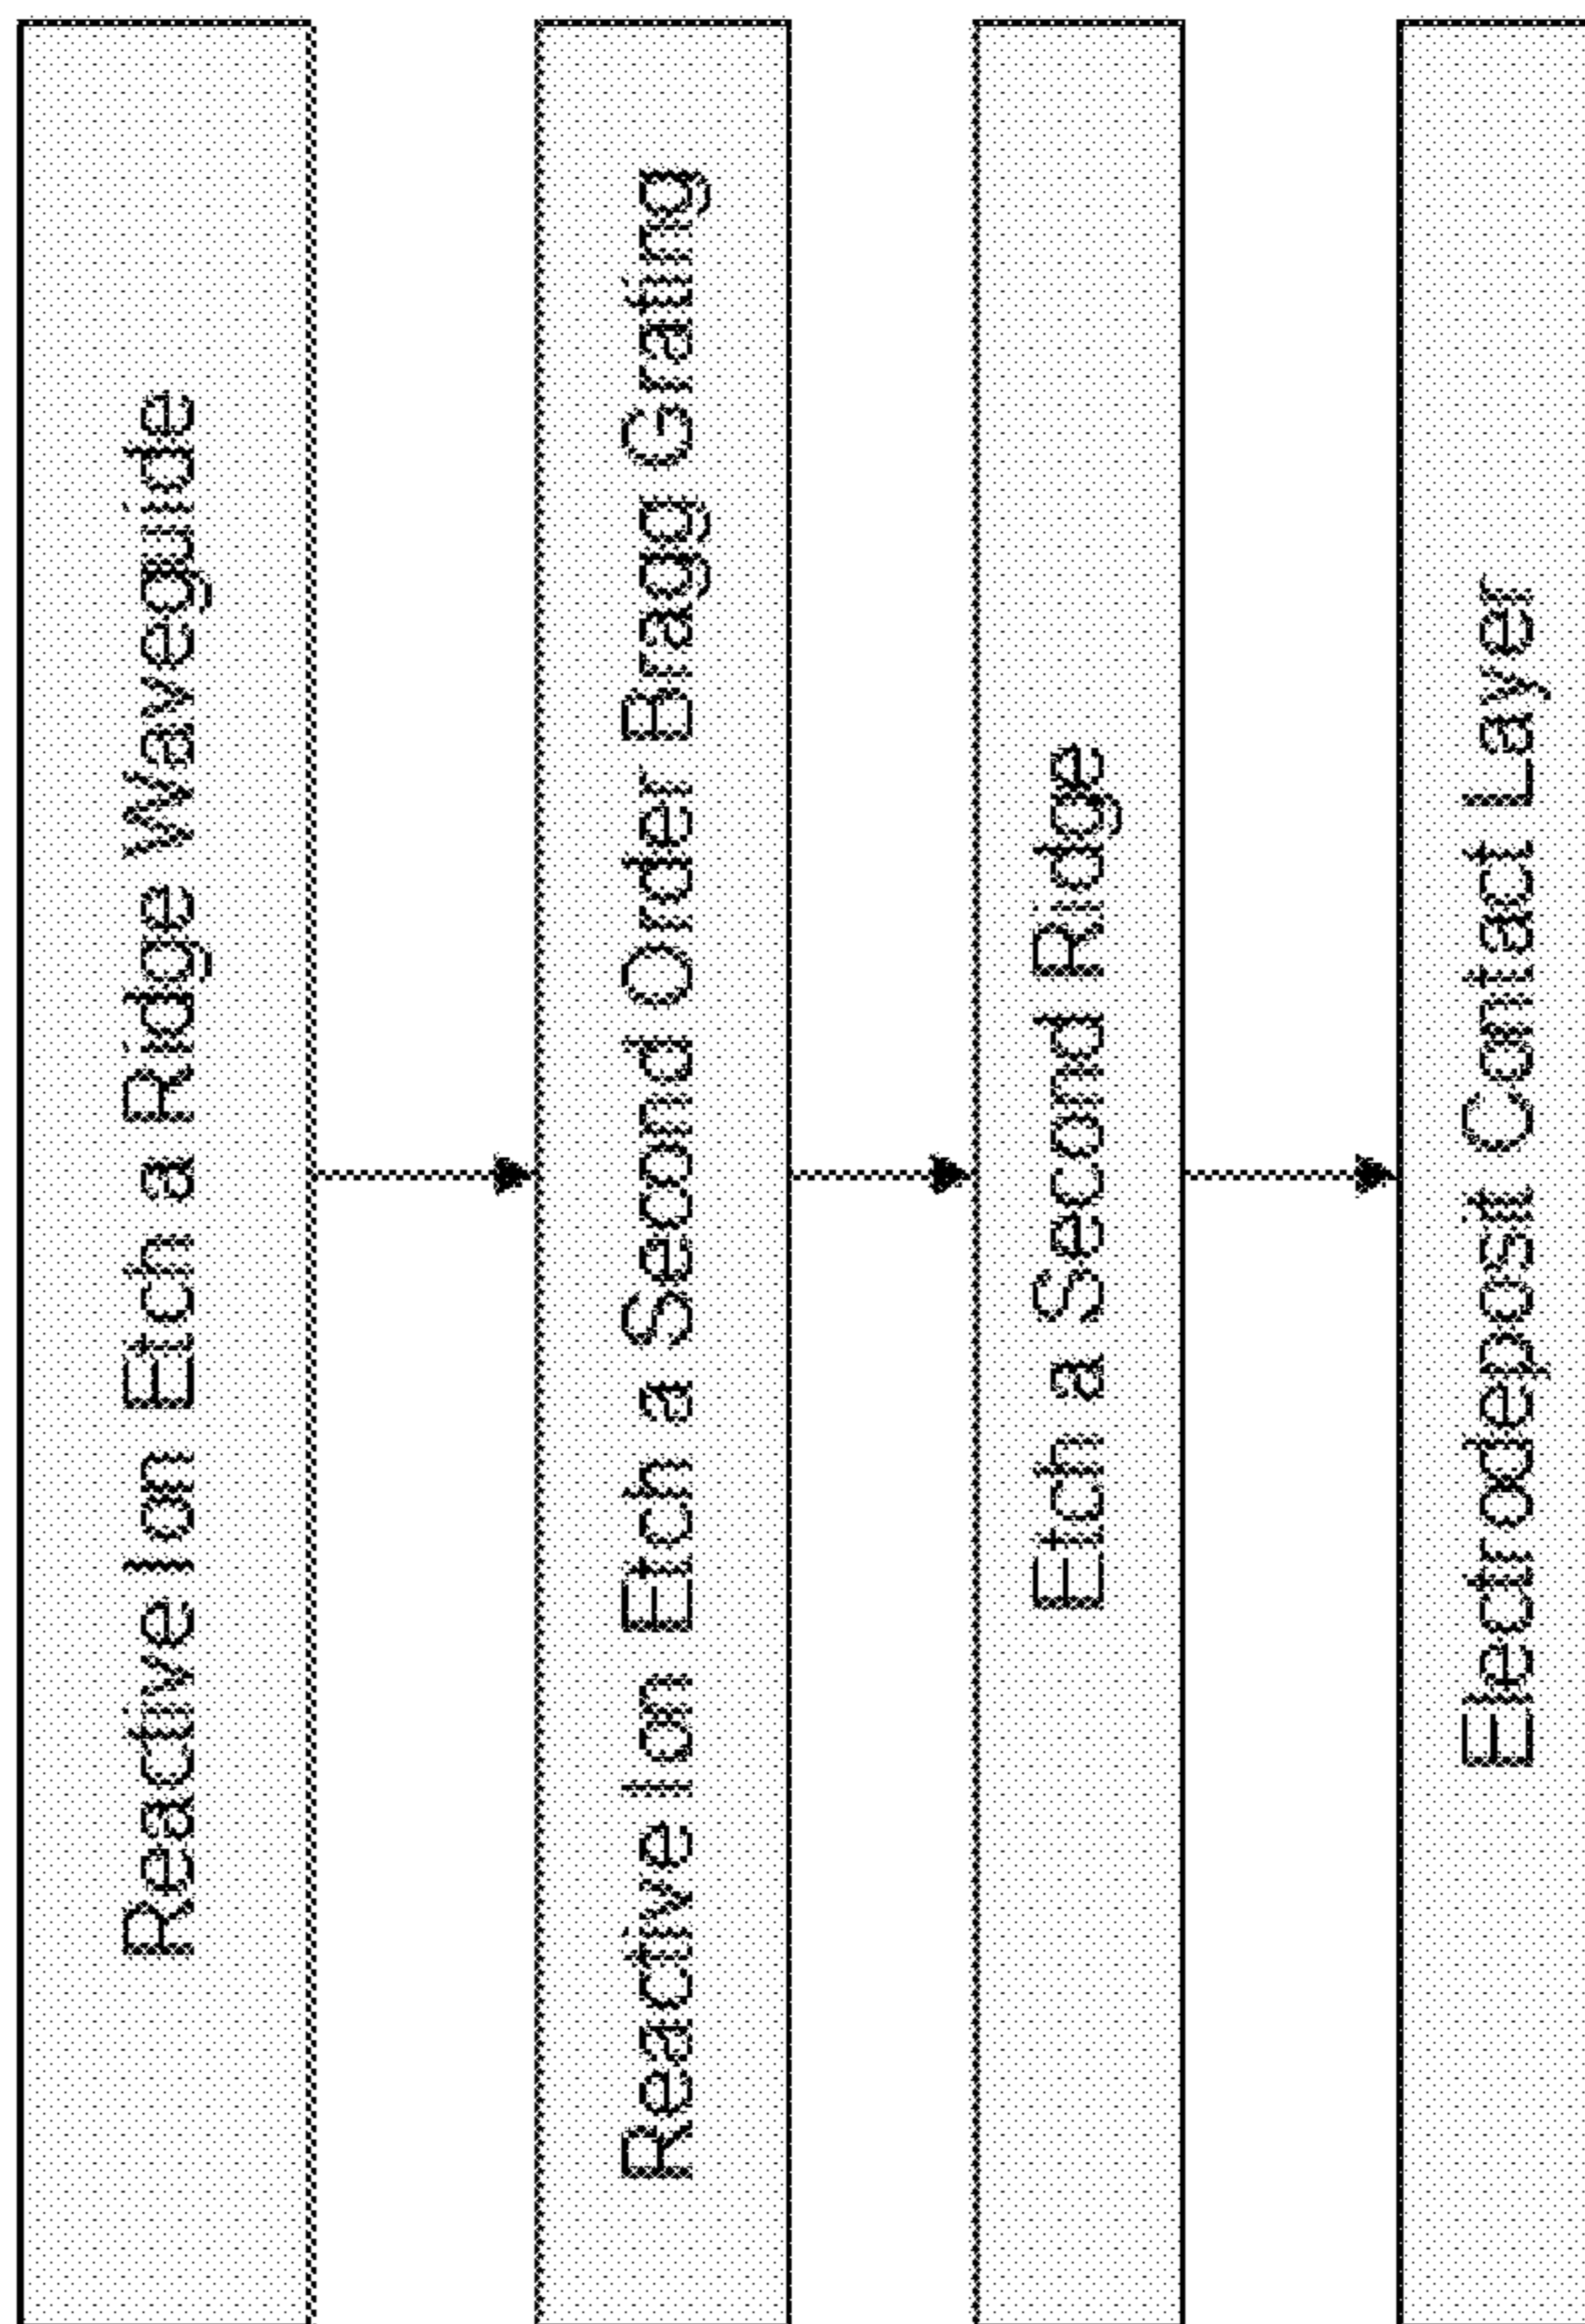 Reactive Ion Etch a Ridge Waveguide
Reactive Ion Etch a Second Order Bragg Grating
Etch a Second Ridge
Electrodeposit Contact Layer